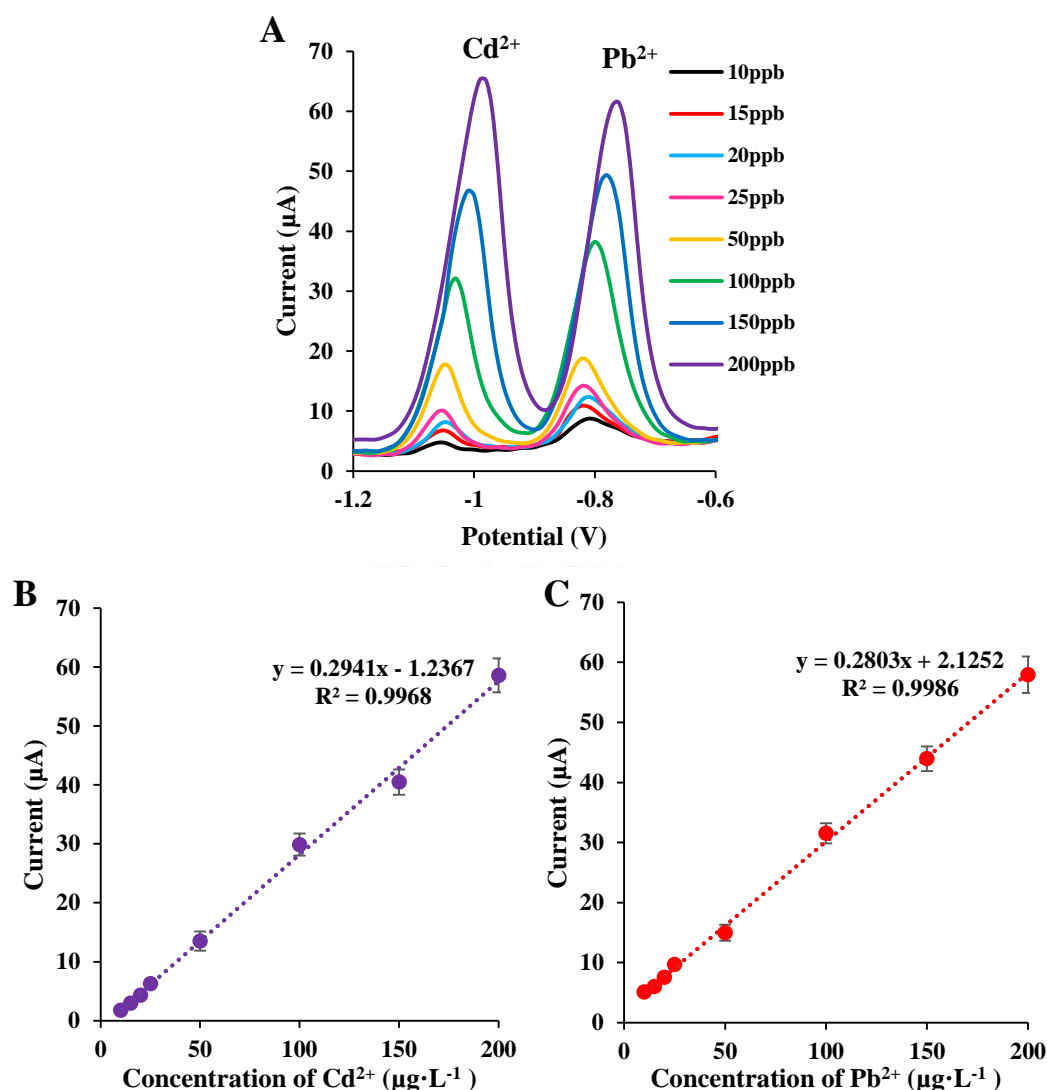 A
Cd²⁺
Pb²⁺
70
60
50
40
30
20
10
0
Current (µA)
-1.2
-1
-0.8
-0.6
Potential (V)
10ppb
15ppb
20ppb
25ppb
50ppb
100ppb
150ppb
200ppb
B
70
60
50
40
30
20
10
0
Current (µA)
y = 0.2941x - 1.2367
R² = 0.9968
0
50
100
150
200
Concentration of Cd²⁺ (µg·L⁻¹)
C
70
60
50
40
30
20
10
0
Current (µA)
y = 0.2803x + 2.1252
R² = 0.9986
0
50
100
150
200
Concentration of Pb²⁺ (µg·L⁻¹)